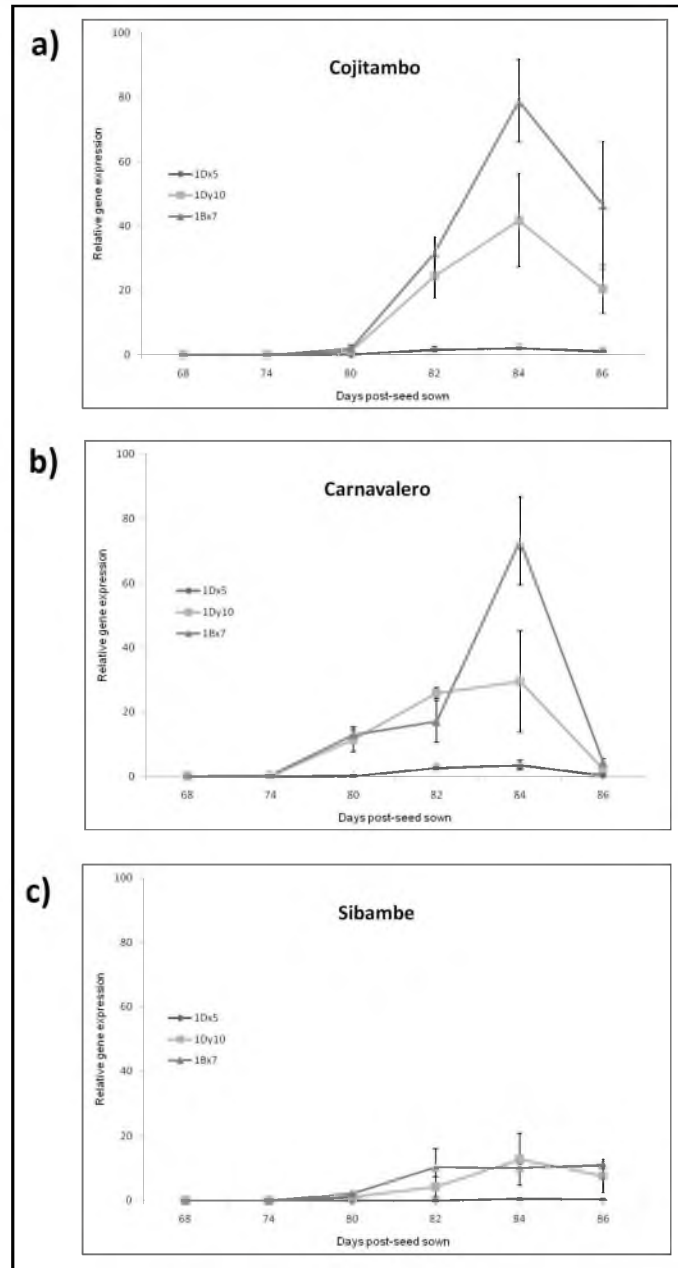 a)
Cojitambo
100
80
60
40
20
0
Relative gene expression
1Dx5
1Dy10
1Bx7
68 74 80 82 84 86
Days post-seed sown
b)
Carnavalero
100
80
60
40
20
0
Relative gene expression
1Dx5
1Dy10
1Bx7
68 74 80 82 84 86
Days post-seed sown
c)
Sibambe
100
80
60
40
20
0
Relative gene expression
1Dx5
1Dy10
1Bx7
68 74 80 82 84 86
Days post-seed sown